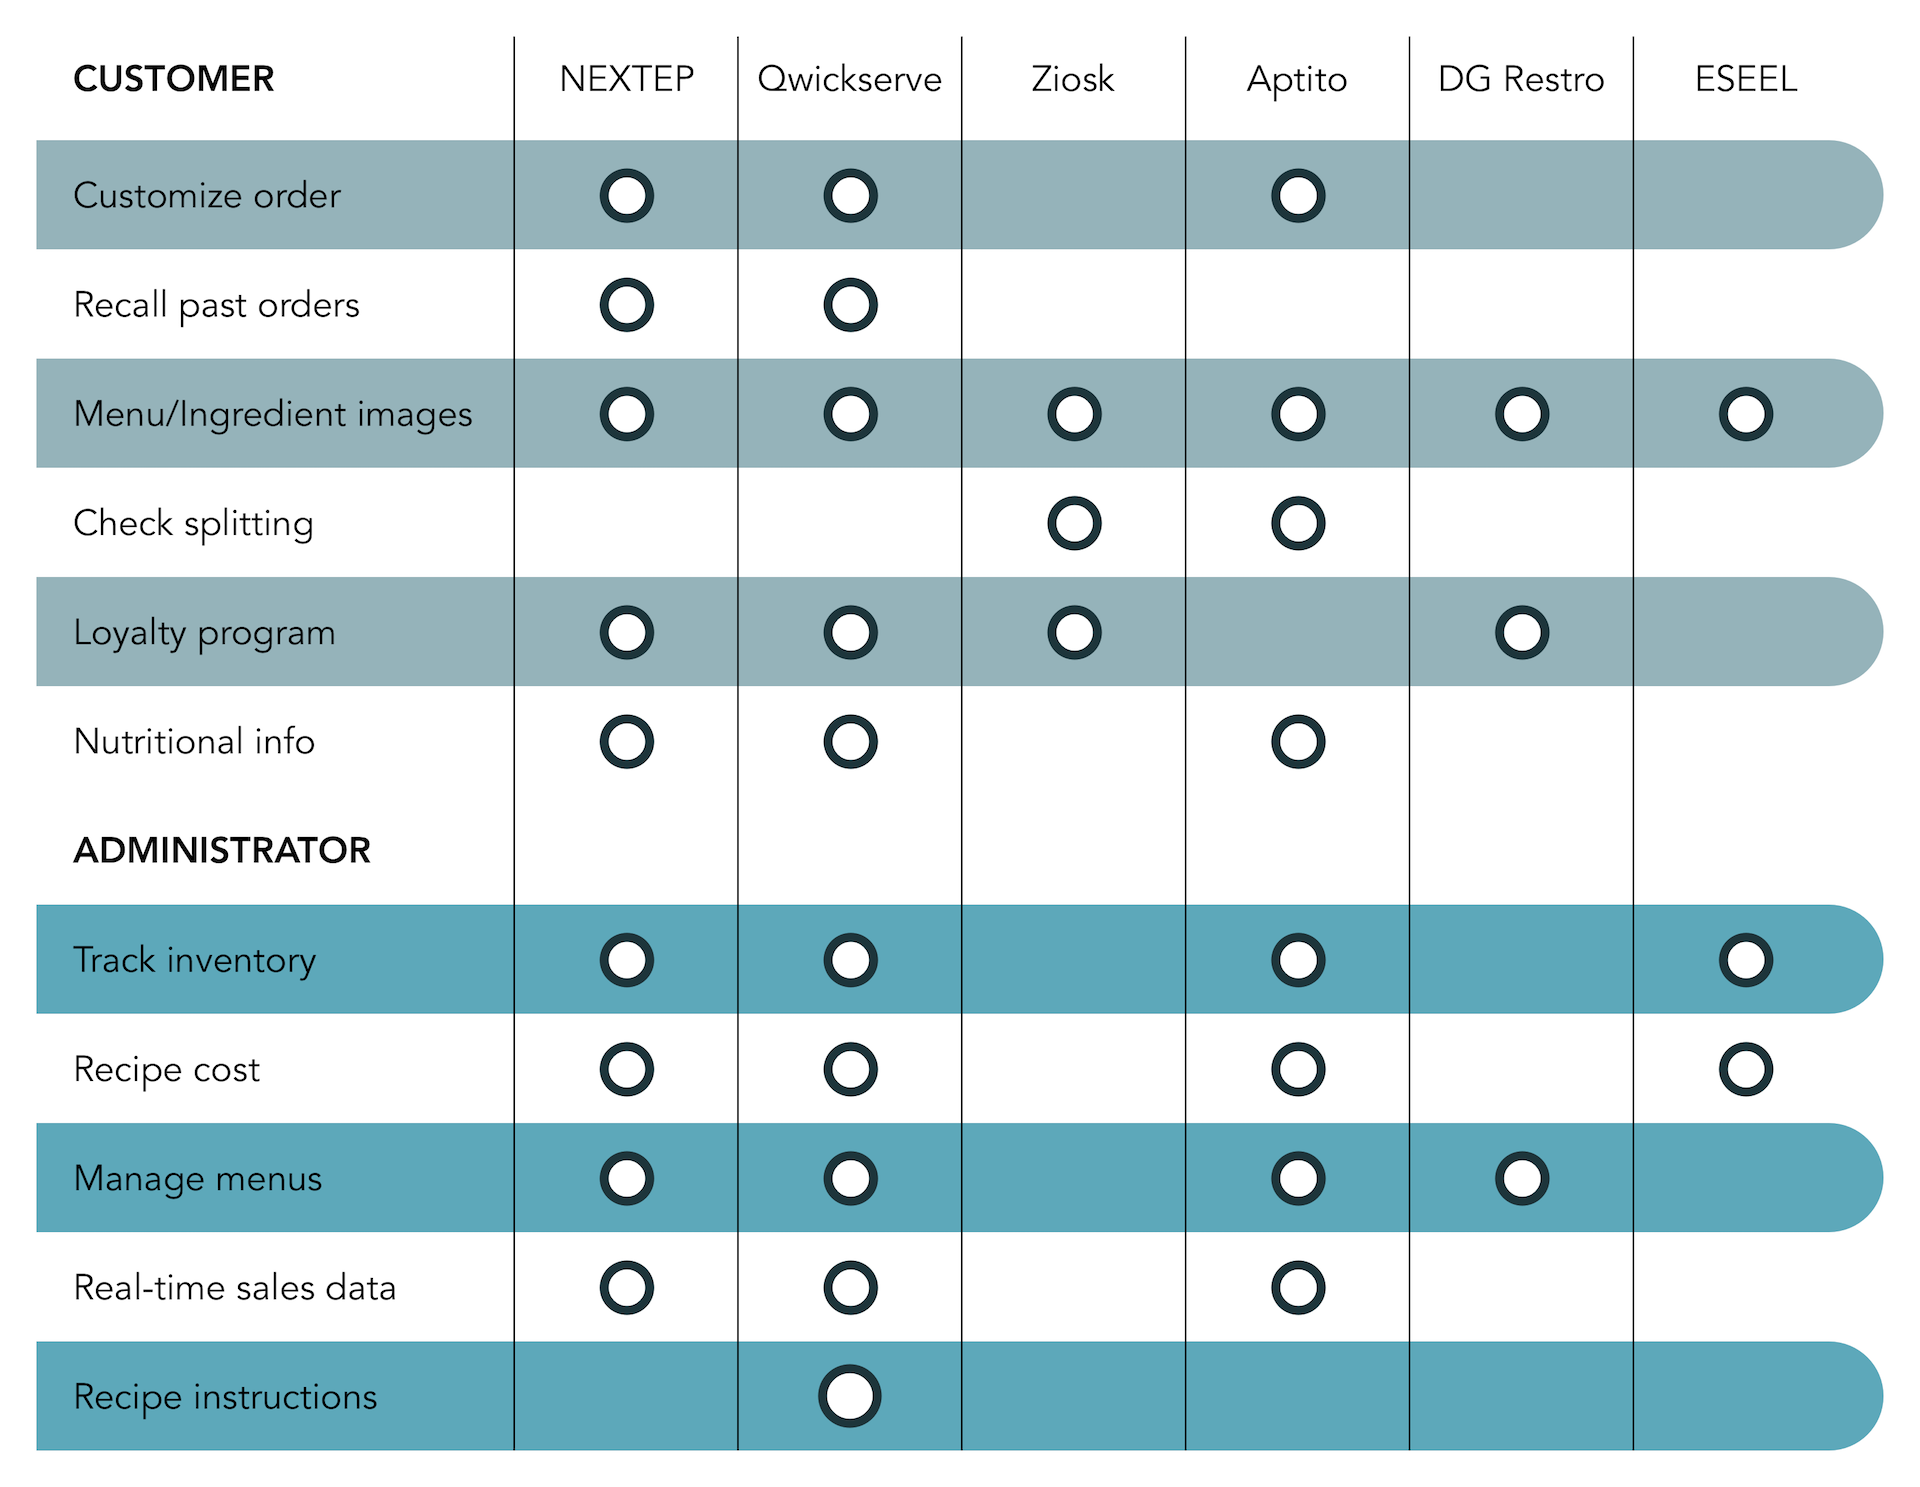 CUSTOMER NEXTEP Qwickserve Ziosk Aptito DG Restro ESEEL
Customize order
Recall past orders
Menu/Ingredient images
Check splitting
Loyalty program
Nutritional info
ADMINISTRATOR
Track inventory
Recipe cost
Manage menus
Real-time sales data
Recipe instructions